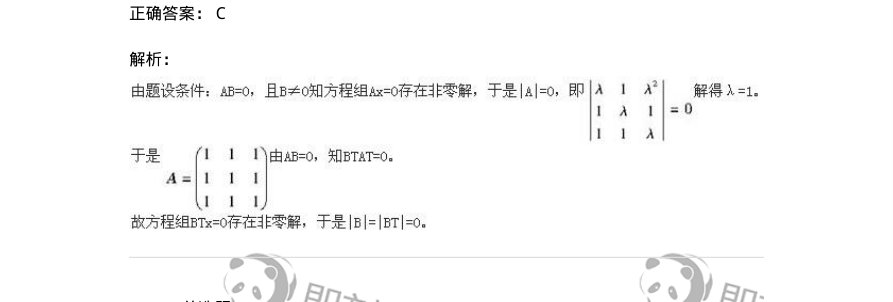 正确答案： C
解析：
由题设条件：AB=0，且B≠0知方程组Ax=0存在非零解，于是|A|=0，即 | λ 1 λ² | 解得λ=1。
| 1 λ 1 | = 0
| 1 1 λ |
于是 ( 1 1 1 ) 由AB=0，知BTAT=0。
A = ( 1 1 1 )
( 1 1 1 )
故方程组BTx=0存在非零解，于是|B|=|BT|=0。